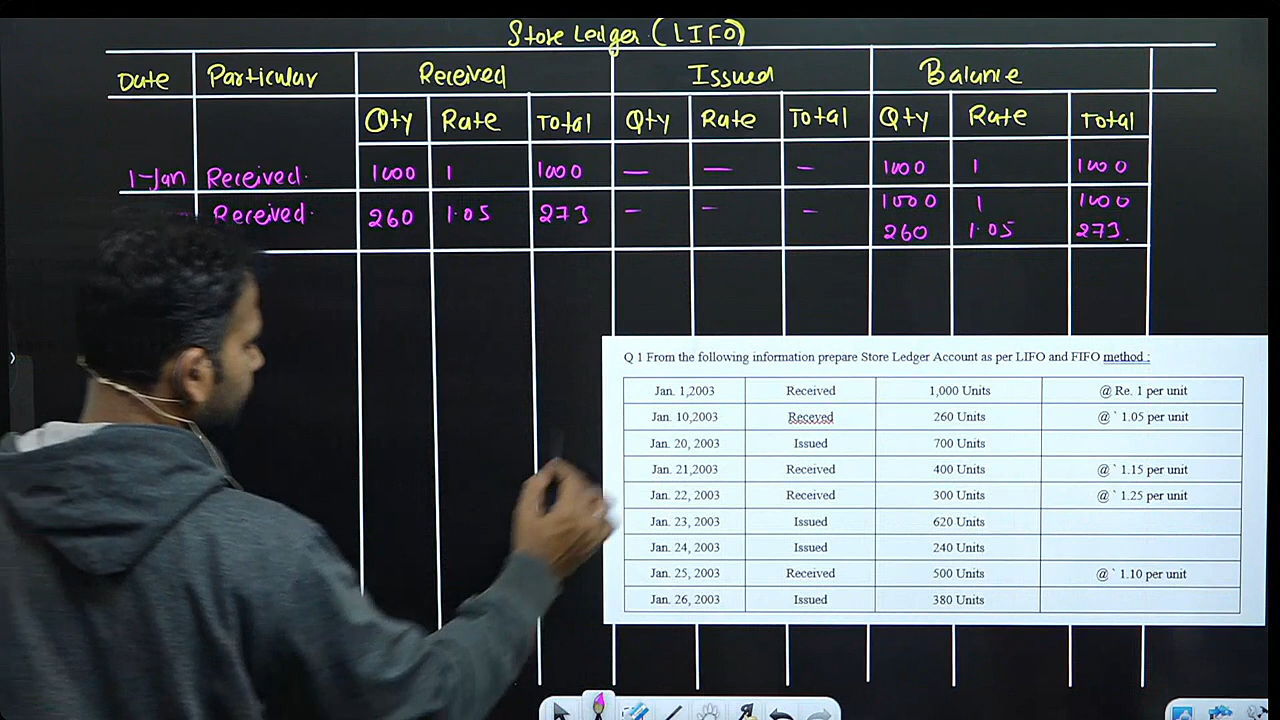 Store Ledger (LIFO)
Date Particular Received Issued Balance
Qty Rate Total Qty Rate Total Qty Rate Total
1-Jan Received. 1000 1 1000 — — — 1000 1 1000
Received. 260 1.05 273 — — — 1000 1 1000
260 1.05 273.
Q 1 From the following information prepare Store Ledger Account as per LIFO and FIFO method :
Jan. 1,2003 Received 1,000 Units @ Re. 1 per unit
Jan. 10,2003 Receved 260 Units @ ` 1.05 per unit
Jan. 20, 2003 Issued 700 Units
Jan. 21,2003 Received 400 Units @ ` 1.15 per unit
Jan. 22, 2003 Received 300 Units @ ` 1.25 per unit
Jan. 23, 2003 Issued 620 Units
Jan. 24, 2003 Issued 240 Units
Jan. 25, 2003 Received 500 Units @ ` 1.10 per unit
Jan. 26, 2003 Issued 380 Units